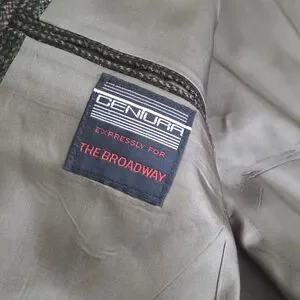 CENTURA
EXPRESSLY FOR
THE BROADWAY